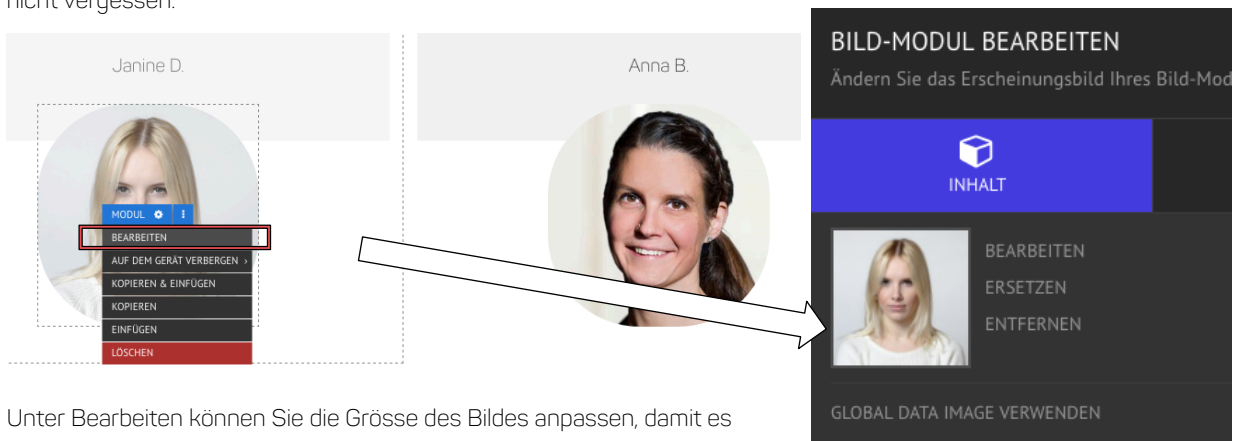 nicht vergessen.
Janine D.
Anna B.
MODUL
BEARBEITEN
AUF DEM GERÄT VERBERGEN
KOPIEREN & EINFÜGEN
KOPIEREN
EINFÜGEN
LÖSCHEN
Unter Bearbeiten können Sie die Grösse des Bildes anpassen, damit es
BILD-MODUL BEARBEITEN
Ändern Sie das Erscheinungsbild Ihres Bild-Mod
INHALT
BEARBEITEN
ERSETZEN
ENTFERNEN
GLOBAL DATA IMAGE VERWENDEN